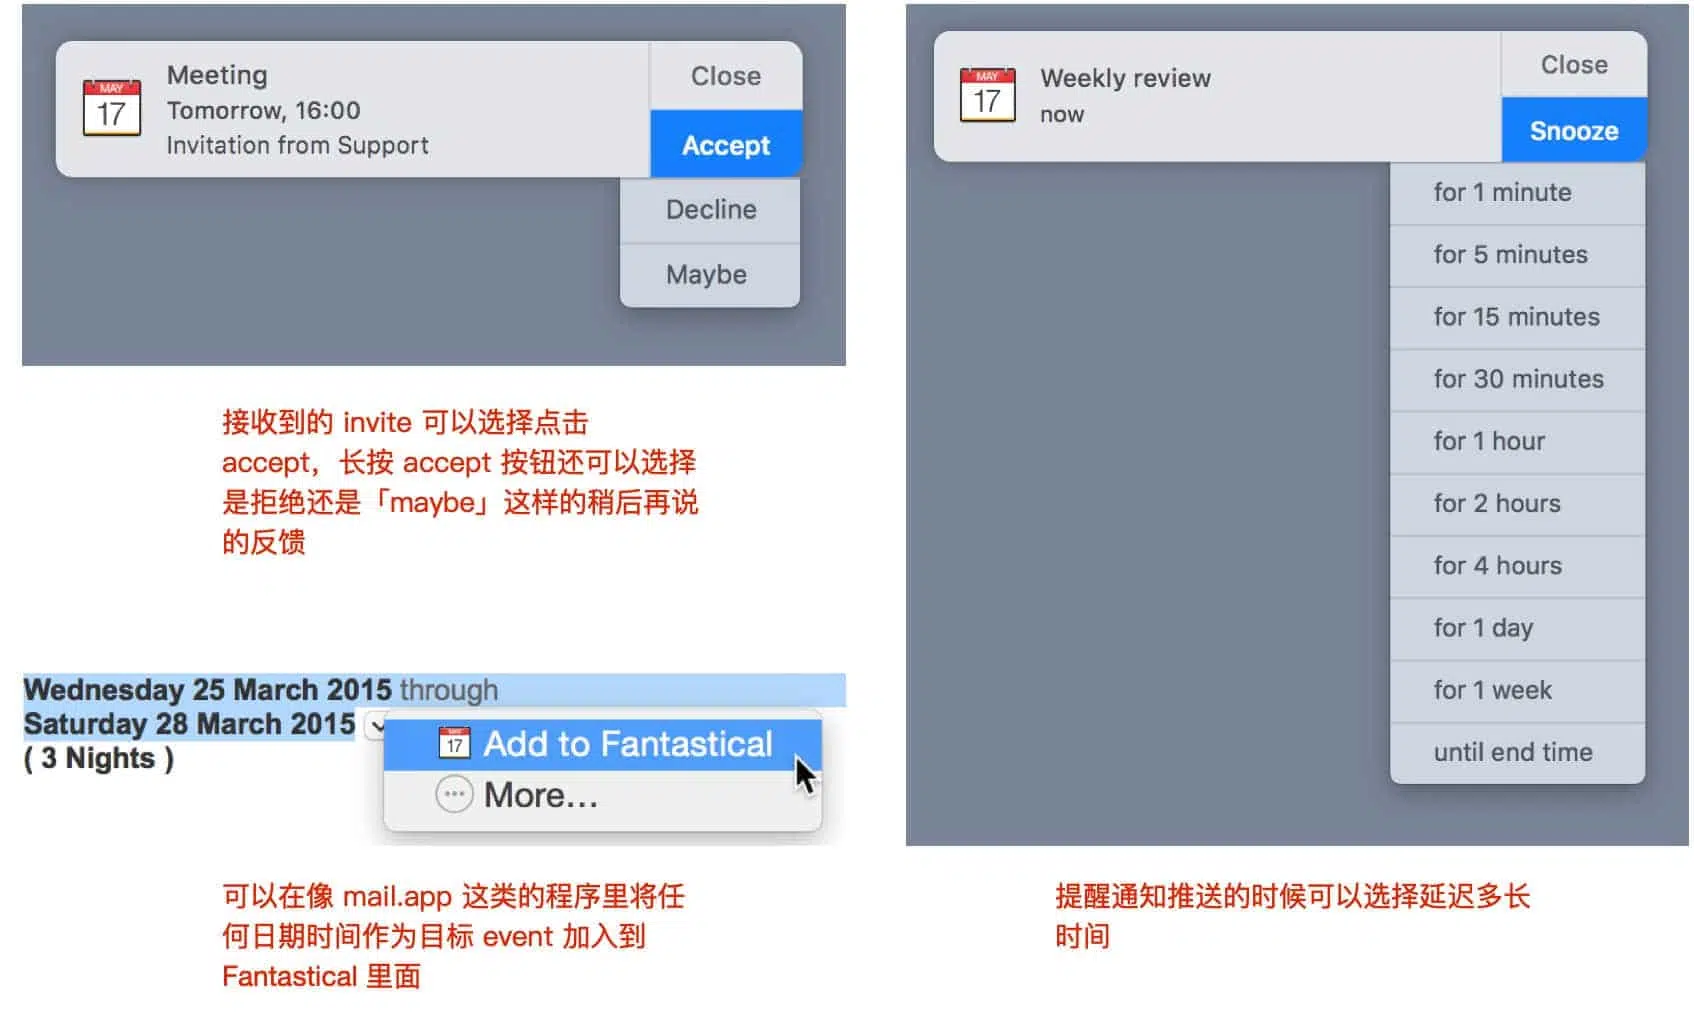 MAY
17
Meeting
Tomorrow, 16:00
Invitation from Support
Close
Accept
Decline
Maybe
接收到的 invite 可以选择点击
accept，长按 accept 按钮还可以选择
是拒绝还是「maybe」这样的稍后再说
的反馈
Wednesday 25 March 2015 through
Saturday 28 March 2015
( 3 Nights )
MAY
17
Add to Fantastical
More...
可以在像 mail.app 这类的程序里将任
何日期时间作为目标 event 加入到
Fantastical 里面
MAY
17
Weekly review
now
Close
Snooze
for 1 minute
for 5 minutes
for 15 minutes
for 30 minutes
for 1 hour
for 2 hours
for 4 hours
for 1 day
for 1 week
until end time
提醒通知推送的时候可以选择延迟多长
时间